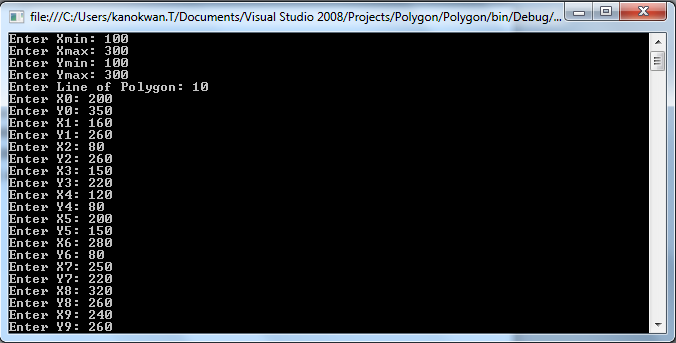 file:///C:/Users/kanokwan.T/Documents/Visual Studio 2008/Projects/Polygon/Polygon/bin/Debug/...
Enter Xmin: 100
Enter Xmax: 300
Enter Ymin: 100
Enter Ymax: 300
Enter Line of Polygon: 10
Enter X0: 200
Enter Y0: 350
Enter X1: 160
Enter Y1: 260
Enter X2: 80
Enter Y2: 260
Enter X3: 150
Enter Y3: 220
Enter X4: 120
Enter Y4: 80
Enter X5: 200
Enter Y5: 150
Enter X6: 280
Enter Y6: 80
Enter X7: 250
Enter Y7: 220
Enter X8: 320
Enter Y8: 260
Enter X9: 240
Enter Y9: 260